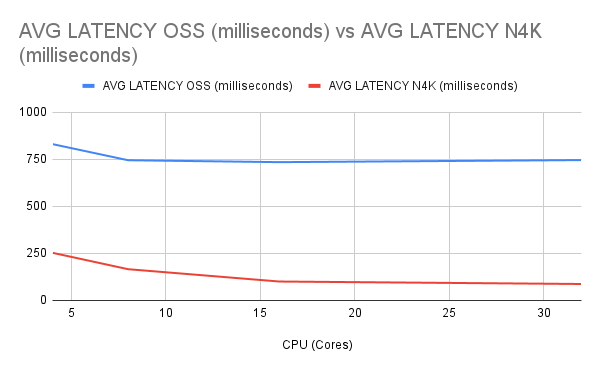 AVG LATENCY OSS (milliseconds) vs AVG LATENCY N4K
(milliseconds)
AVG LATENCY OSS (milliseconds) AVG LATENCY N4K (milliseconds)
1000
750
500
250
0
5 10 15 20 25 30
CPU (Cores)